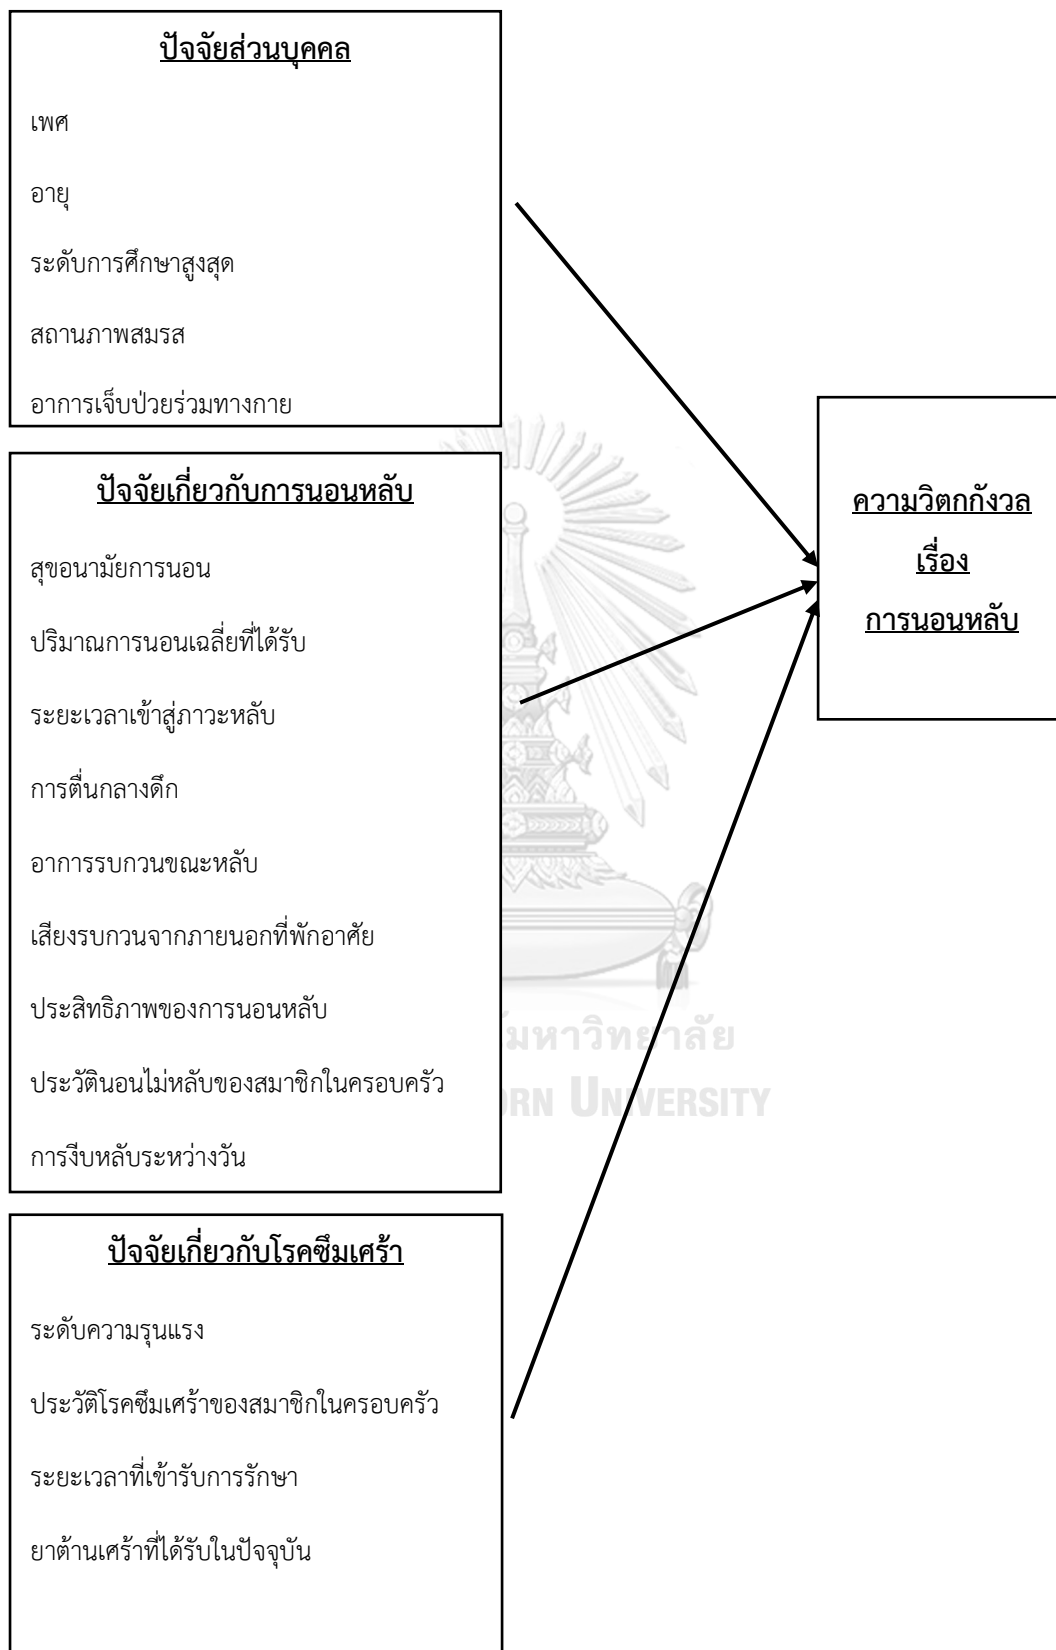 ปัจจัยส่วนบุคคล
เพศ
อายุ
ระดับการศึกษาสูงสุด
สถานภาพสมรส
อาการเจ็บป่วยร่วมทางกาย
ปัจจัยเกี่ยวกับการนอนหลับ
สุขอนามัยการนอน
ปริมาณการนอนเฉลี่ยที่ได้รับ
ระยะเวลาเข้าสู่ภาวะหลับ
การตื่นกลางดึก
อาการรบกวนขณะหลับ
เสียงรบกวนจากภายนอกที่พักอาศัย
ประสิทธิภาพของการนอนหลับ
ประวัตินอนไม่หลับของสมาชิกในครอบครัว
การงีบหลับระหว่างวัน
ปัจจัยเกี่ยวกับโรคซึมเศร้า
ระดับความรุนแรง
ประวัติโรคซึมเศร้าของสมาชิกในครอบครัว
ระยะเวลาที่เข้ารับการรักษา
ยาต้านเศร้าที่ได้รับในปัจจุบัน
ความวิตกกังวล
เรื่อง
การนอนหลับ
มหาวิทยาลัย
ORN UNIVERSITY